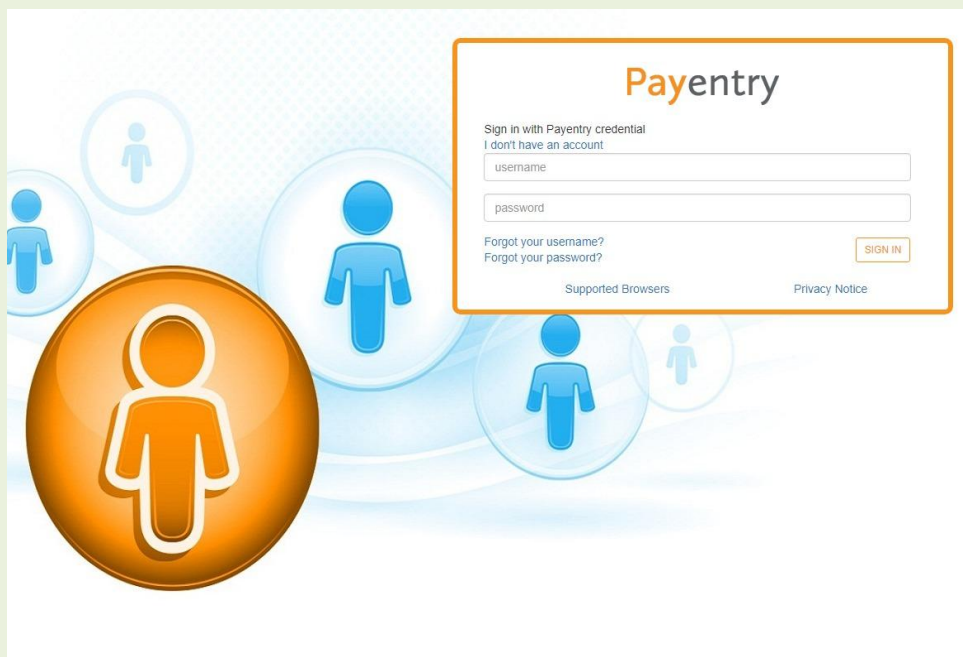 Payentry
Sign in with Payentry credential
I don't have an account
username
password
Forgot your username?
SIGN IN
Forgot your password?
Supported Browsers
Privacy Notice